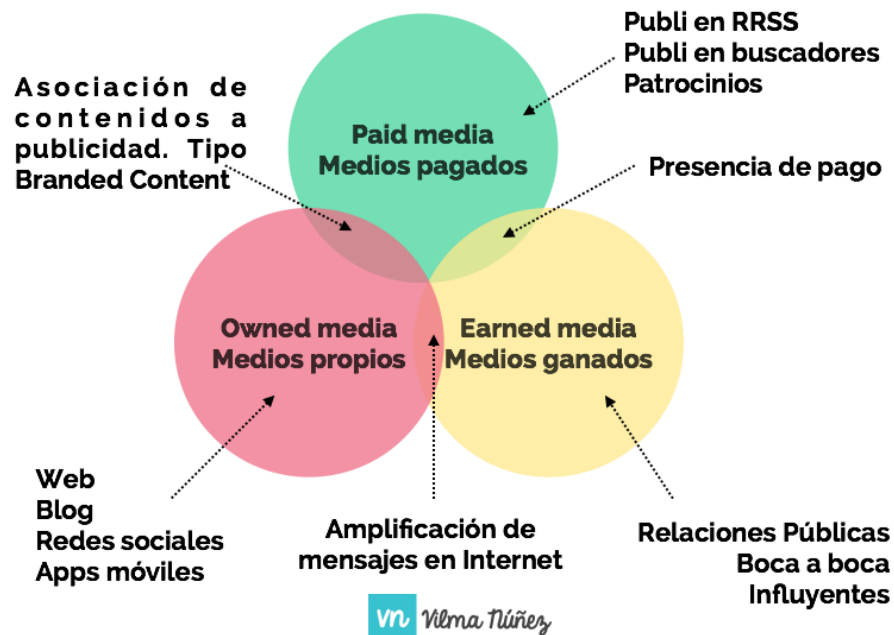 Publi en RRSS
Publi en buscadores
Patrocinios
Asociación de
contenidos a
publicidad. Tipo
Branded Content
Paid media
Medios pagados
Presencia de pago
Owned media
Medios propios
Earned media
Medios ganados
Web
Blog
Redes sociales
Apps móviles
Amplificación de
mensajes en Internet
Relaciones Públicas
Boca a boca
Influyentes
vn Vilma Núñez